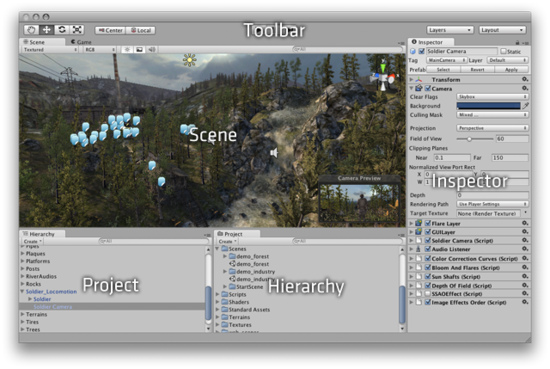 Center Local
Toolbar
Layers
Layout
Scene
Game
Textured
RGB
Scene
Camera Preview
Inspector
Soldier Camera
Static
Tag MainCamera Layer Default
Prefab Select Revert Apply
Transform
Camera
Clear Flags Skybox
Background
Culling Mask Mixed ...
Projection Perspective
Field of View 60
Clipping Planes
Near 0.1 Far 150
Normalized View Port Rect
X 0
W 1
Inspector
Depth 0
Rendering Path Use Player Settings
Target Texture None (Render Texture)
Flare Layer
GUILayer
Soldier Camera (Script)
Audio Listener
Color Correction Curves (Script)
Bloom And Flares (Script)
Sun Shafts (Script)
Depth Of Field (Script)
SSAOEffect (Script)
Image Effects Order (Script)
Hierarchy
Create
Pipes
Plaques
Platforms
Posts
RiverAudios
Rocks
Soldier_Locomotion
Soldier
Soldier Camera
Terrains
Tires
Trees
Project
Project
Create
Scenes
demo_forest
demo_forest
demo_industry
demo_industry
StartScene
Scripts
Shaders
Standard Assets
Terrains
Textures
Hierarchy